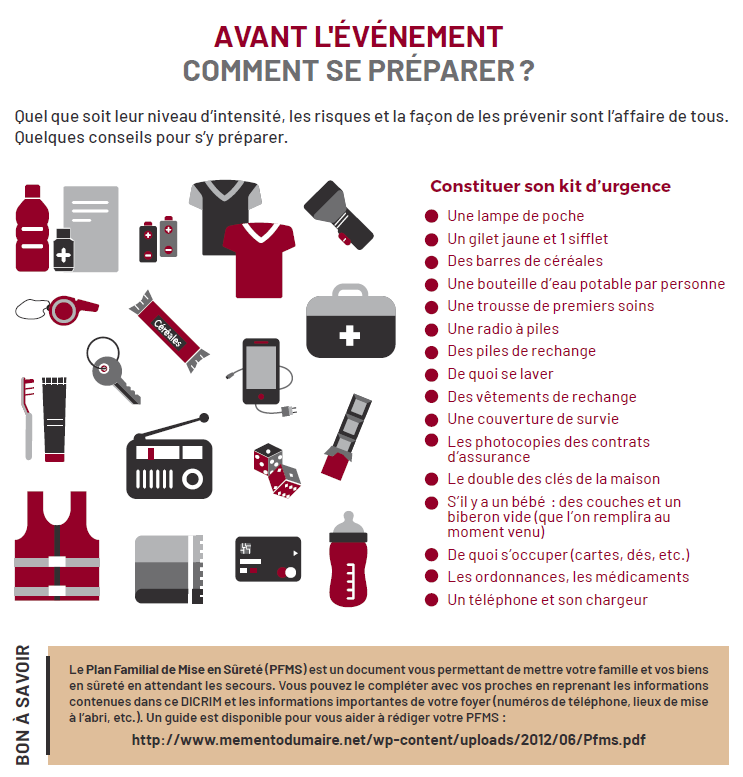 AVANT L'ÉVÉNEMENT
COMMENT SE PRÉPARER ?
Quel que soit leur niveau d'intensité, les risques et la façon de les prévenir sont l'affaire de tous.
Quelques conseils pour s'y préparer.
Céréales
Constituer son kit d'urgence
Une lampe de poche
Un gilet jaune et 1 sifflet
Des barres de céréales
Une bouteille d'eau potable par personne
Une trousse de premiers soins
Une radio à piles
Des piles de rechange
De quoi se laver
Des vêtements de rechange
Une couverture de survie
Les photocopies des contrats
d'assurance
Le double des clés de la maison
S'il y a un bébé : des couches et un
biberon vide (que l'on remplira au
moment venu)
De quoi s'occuper (cartes, dés, etc.)
Les ordonnances, les médicaments
Un téléphone et son chargeur
BON À SAVOIR
Le Plan Familial de Mise en Sûreté (PFMS) est un document vous permettant de mettre votre famille et vos biens
en sûreté en attendant les secours. Vous pouvez le compléter avec vos proches en reprenant les informations
contenues dans ce DICRIM et les informations importantes de votre foyer (numéros de téléphone, lieux de mise
à l'abri, etc.). Un guide est disponible pour vous aider à rédiger votre PFMS :
http://www.mementodumaire.net/wp-content/uploads/2012/06/Pfms.pdf